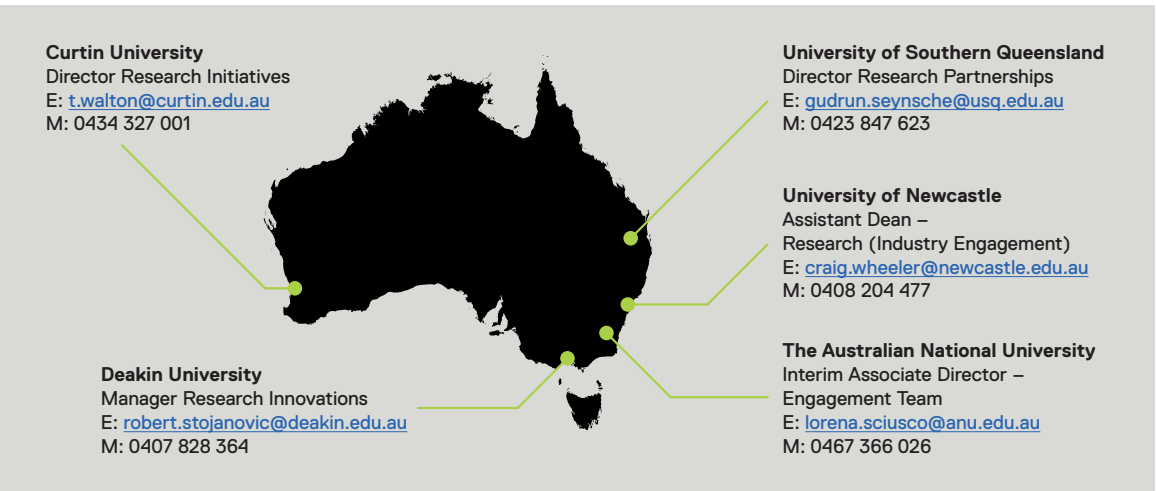 Curtin University
Director Research Initiatives
E: t.walton@curtin.edu.au
M: 0434 327 001
University of Southern Queensland
Director Research Partnerships
E: gudrun.seynsche@usq.edu.au
M: 0423 847 623
University of Newcastle
Assistant Dean –
Research (Industry Engagement)
E: craig.wheeler@newcastle.edu.au
M: 0408 204 477
The Australian National University
Interim Associate Director –
Engagement Team
E: lorena.sciusco@anu.edu.au
M: 0467 366 026
Deakin University
Manager Research Innovations
E: robert.stojanovic@deakin.edu.au
M: 0407 828 364